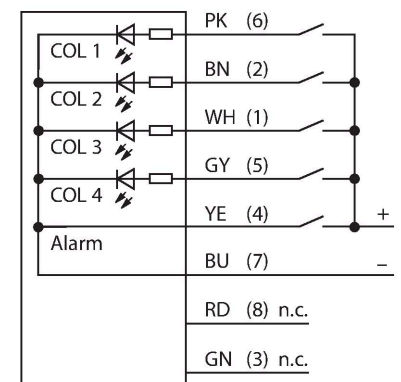 PK (6)
COL 1
BN (2)
COL 2
WH (1)
COL 3
GY (5)
COL 4
YE (4)
+
Alarm
BU (7)
–
RD (8) n.c.
GN (3) n.c.